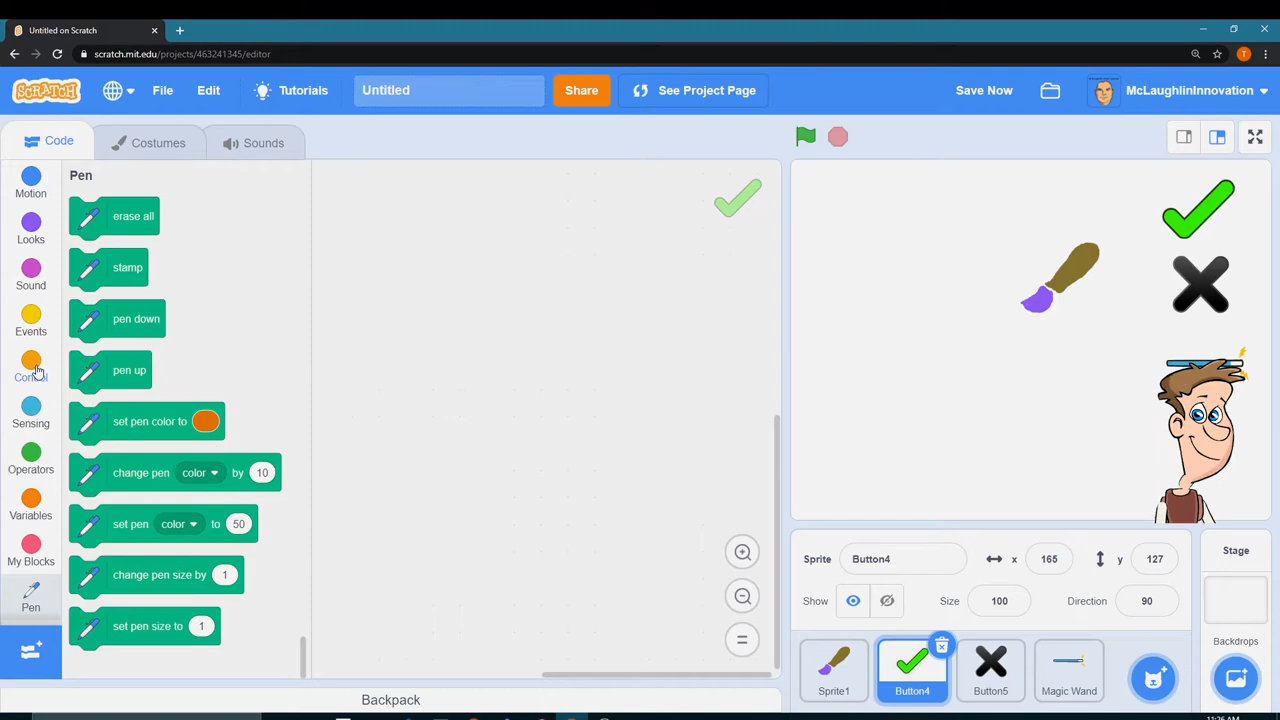 Untitled on Scratch
scratch.mit.edu/projects/463241345/editor
T
SCRATCH
File
Edit
Tutorials
Untitled
Share
See Project Page
Save Now
McLaughlinInnovation
Code
Costumes
Sounds
Motion
Looks
Sound
Events
Control
Sensing
Operators
Variables
My Blocks
Pen
Pen
erase all
stamp
pen down
pen up
set pen color to
change pen color by 10
set pen color to 50
change pen size by 1
set pen size to 1
Backpack
Sprite Button4 x 165 y 127
Show Size 100 Direction 90
Sprite1
Button4
Button5
Magic Wand
Stage
Backdrops
11:26 AM